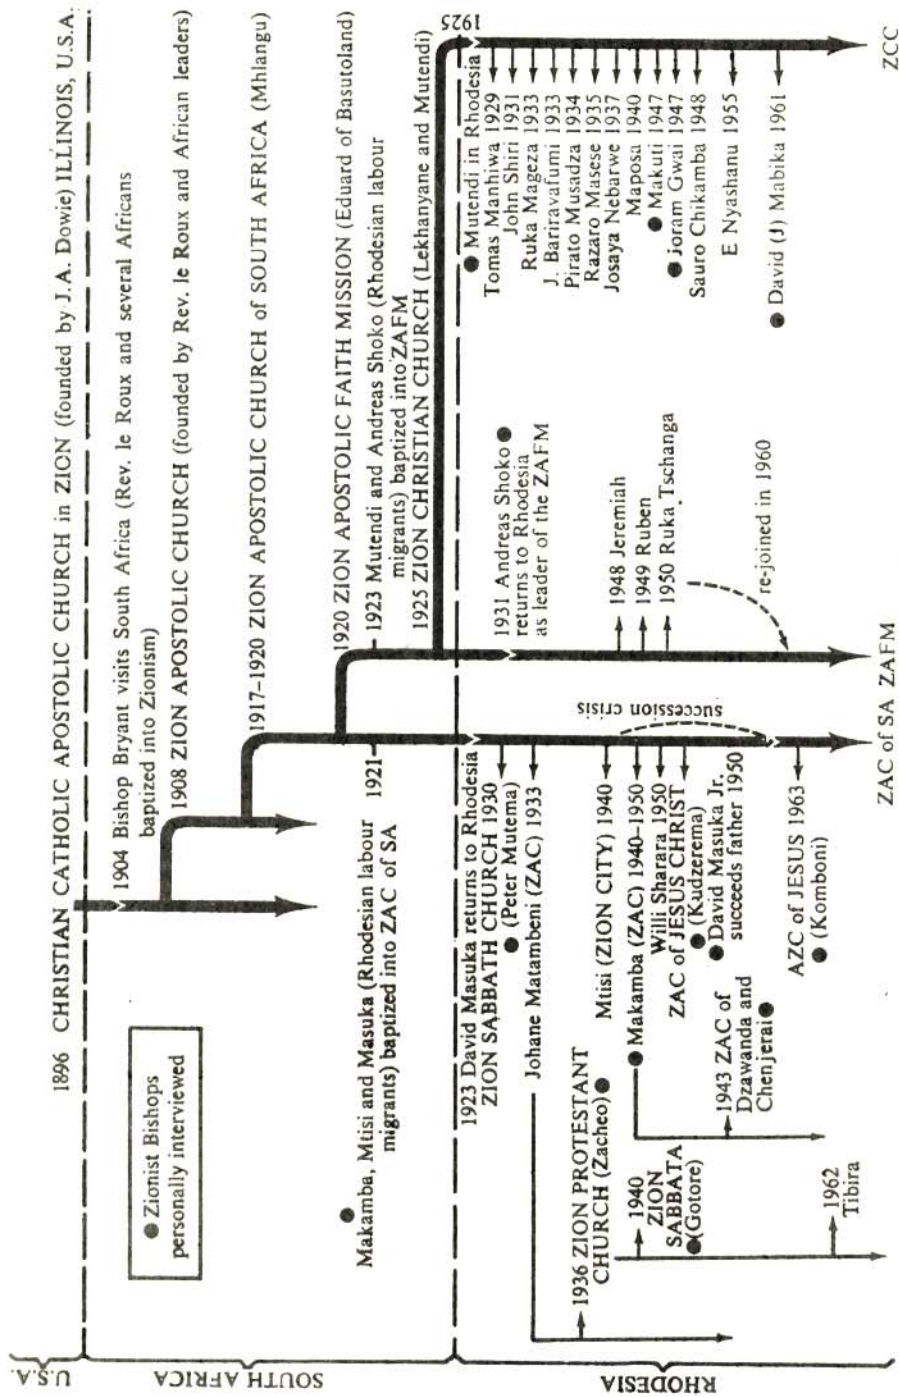 1896 CHRISTIAN CATHOLIC APOSTOLIC CHURCH in ZION (founded by J.A. Dowie) ILLINOIS, U.S.A.
U.S.A.
SOUTH AFRICA
RHODESIA
● Zionist Bishops
personally interviewed
1904 Bishop Bryant visits South Africa (Rev. le Roux and several Africans
baptized into Zionism)
1908 ZION APOSTOLIC CHURCH (founded by Rev. le Roux and African leaders)
1917–1920 ZION APOSTOLIC CHURCH of SOUTH AFRICA (Mhlangu)
1920 ZION APOSTOLIC FAITH MISSION (Eduard of Basutoland)
1921
● Makamba, Mtisi and Masuka (Rhodesian labour
migrants) baptized into ZAC of SA
1923 Mutendi and Andreas Shoko (Rhodesian labour
migrants) baptized into ZAFM
1925 ZION CHRISTIAN CHURCH (Lekhanyane and Mutendi)
1925
1923 David Masuka returns to Rhodesia
ZION SABBATH CHURCH 1930
● (Peter Mutema)
Johane Matambeni (ZAC) 1933
1936 ZION PROTESTANT
CHURCH (Zacheo) ●
Mtisi (ZION CITY) 1940
● Makamba (ZAC) 1940–1950
Willi Sharara 1950
ZAC of JESUS CHRIST
● (Kudzerema)
● David Masuka Jr.
succeeds father 1950
1940
ZION
SABBATA
● (Gotore)
1943 ZAC of
Dzawanda and
Chenjerai ●
AZC of JESUS 1963
● (Komboni)
1962
Tibira
succession crisis
ZAC of SA
1931 Andreas Shoko ●
returns to Rhodesia
as leader of the ZAFM
1948 Jeremiah
1949 Ruben
1950 Ruka Tschanga
re-joined in 1960
ZAFM
● Mutendi in Rhodesia
Tomas Manhiwa 1929
John Shiri 1931
Ruka Mageza 1933
J. Bariravafumi 1933
Pirato Musadza 1934
Razaro Masese 1935
Josaya Nebarwe 1937
Maposa 1940
● Makuti 1947
● Joram Gwai 1947
Sauro Chikamba 1948
E Nyashanu 1955
● David (J) Mabika 1961
ZCC